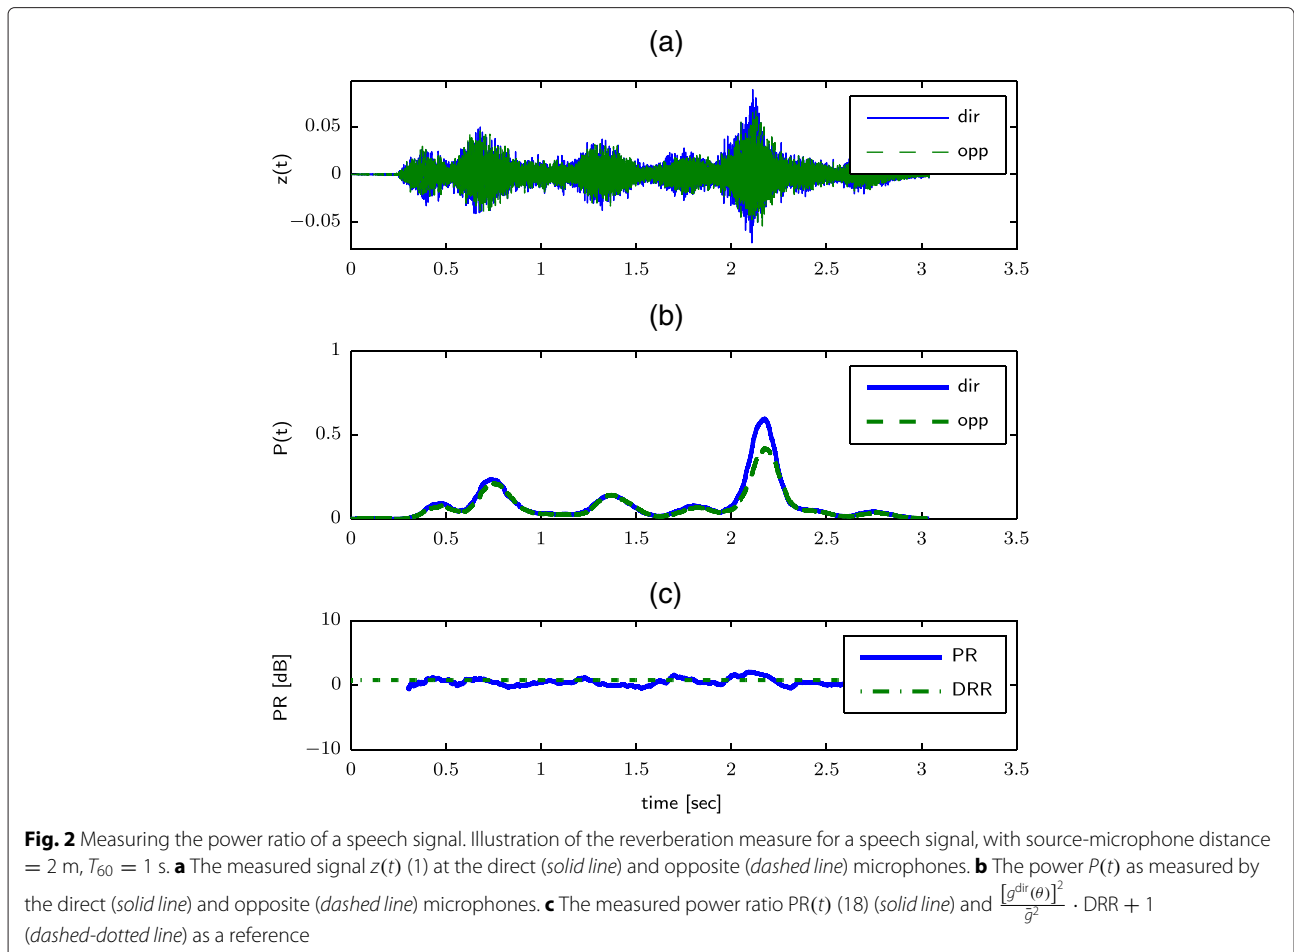 (a)
0.05
0
−0.05
z(t)
dir
opp
0 0.5 1 1.5 2 2.5 3 3.5
(b)
1
0.5
0
P(t)
dir
opp
0 0.5 1 1.5 2 2.5 3 3.5
(c)
10
0
−10
PR [dB]
PR
DRR
0 0.5 1 1.5 2 2.5 3 3.5
time [sec]
Fig. 2 Measuring the power ratio of a speech signal. Illustration of the reverberation measure for a speech signal, with source-microphone distance
= 2 m, T₆₀ = 1 s. a The measured signal z(t) (1) at the direct (solid line) and opposite (dashed line) microphones. b The power P(t) as measured by
the direct (solid line) and opposite (dashed line) microphones. c The measured power ratio PR(t) (18) (solid line) and [g^dir(θ)]²/ḡ² · DRR + 1
(dashed-dotted line) as a reference